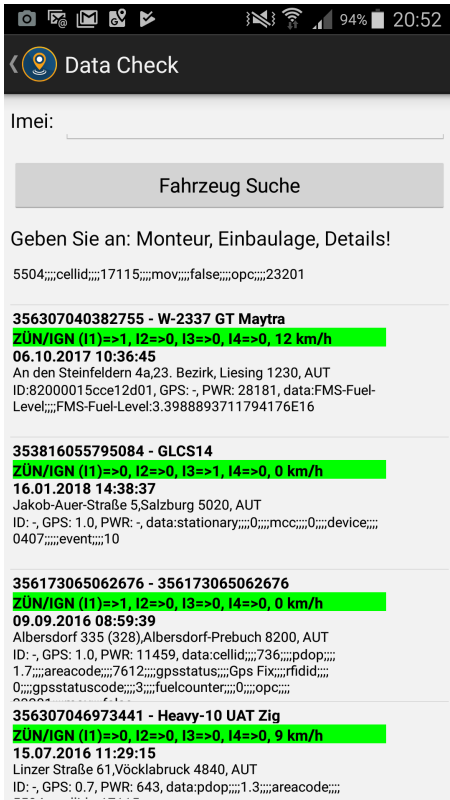 94% 20:52
Data Check
Imei:
Fahrzeug Suche
Geben Sie an: Monteur, Einbaulage, Details!
5504;;;;cellid;;;;17115;;;;mov;;;;false;;;;opc;;;;23201
356307040382755 - W-2337 GT Maytra
ZÜN/IGN (I1)=>1, I2=>0, I3=>0, I4=>0, 12 km/h
06.10.2017 10:36:45
An den Steinfeldern 4a,23. Bezirk, Liesing 1230, AUT
ID:82000015cce12d01, GPS: -, PWR: 28181, data:FMS-Fuel-
Level;;;;FMS-Fuel-Level:3.3988893711794176E16
353816055795084 - GLCS14
ZÜN/IGN (I1)=>0, I2=>0, I3=>1, I4=>0, 0 km/h
16.01.2018 14:38:37
Jakob-Auer-Straße 5,Salzburg 5020, AUT
ID: -, GPS: 1.0, PWR: -, data:stationary;;;;0;;;;mcc;;;;0;;;;device;;;;
0407;;;;;event;;;;10
356173065062676 - 356173065062676
ZÜN/IGN (I1)=>1, I2=>0, I3=>0, I4=>0, 0 km/h
09.09.2016 08:59:39
Albersdorf 335 (328),Albersdorf-Prebuch 8200, AUT
ID: -, GPS: 1.0, PWR: 11459, data:cellid;;;;736;;;;pdop;;;;
1.7;;;;areacode;;;;7612;;;;gpsstatus;;;;Gps Fix;;;;rfidid;;;;
0;;;;gpsstatuscode;;;;3;;;;fuelcounter;;;;0;;;;opc;;;;
356307046973441 - Heavy-10 UAT Zig
ZÜN/IGN (I1)=>0, I2=>0, I3=>0, I4=>0, 9 km/h
15.07.2016 11:29:15
Linzer Straße 61,Vöcklabruck 4840, AUT
ID: -, GPS: 0.7, PWR: 643, data:pdop;;;;1.3;;;;areacode;;;;